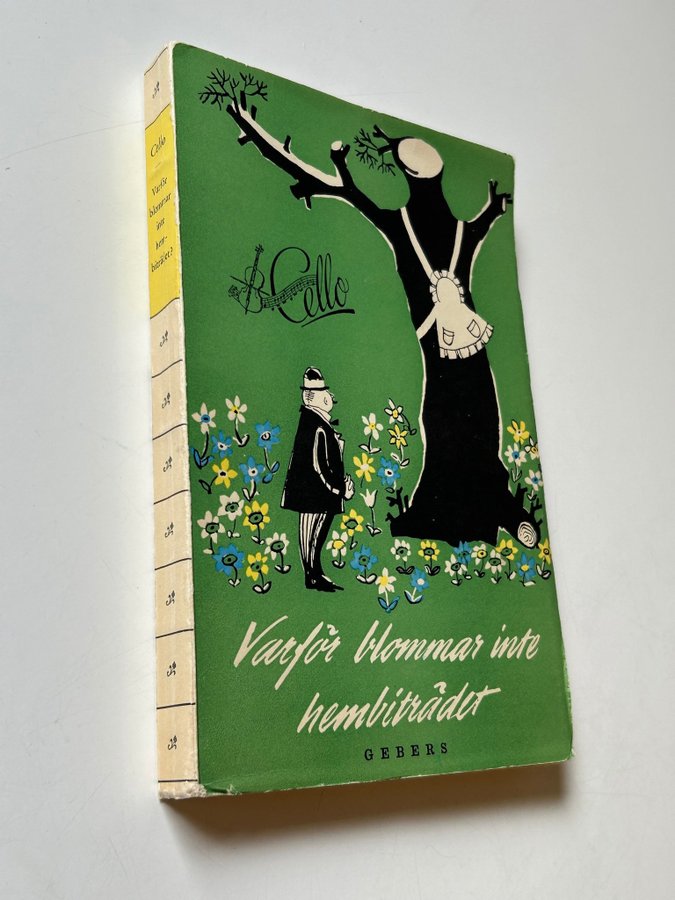 Cello
Varför
blommar
inte
hem-
biträdet?
Cello
Varför blommar inte
hembiträdet
GEBERS